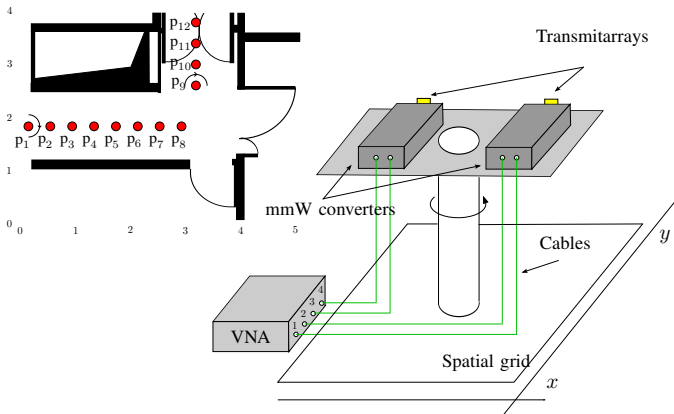 4
p12
p11
3
p10
p9
2
p1 p2 p3 p4 p5 p6 p7 p8
1
0
0 1 2 3 4 5
Transmitarrays
mmW converters
Cables
y
4
3
2
1
VNA
Spatial grid
x